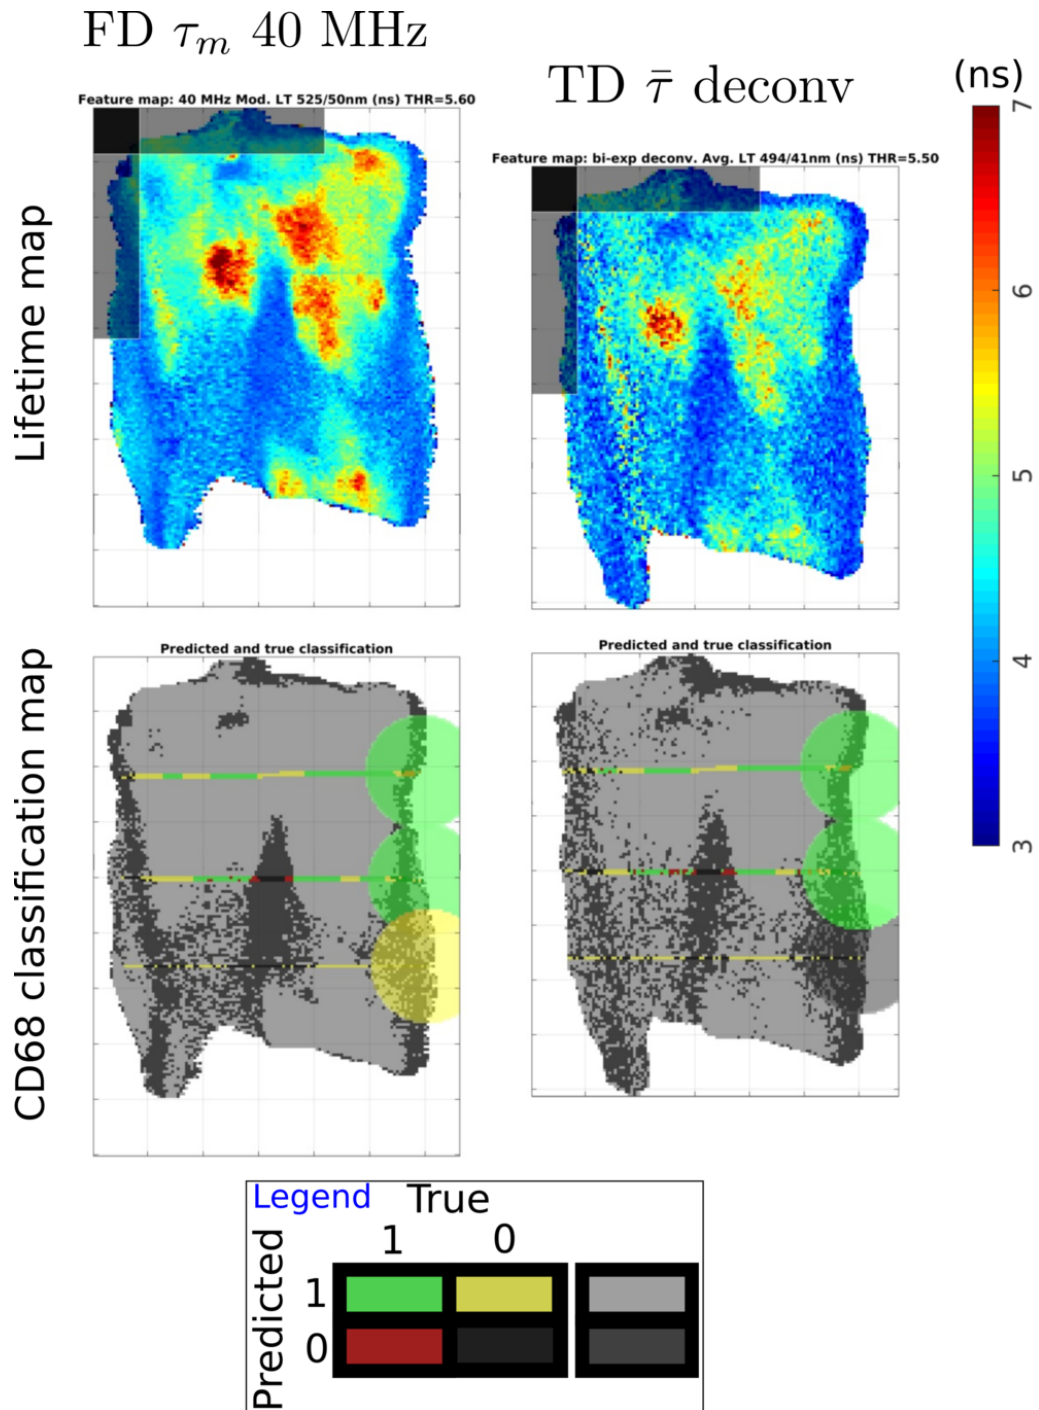 FD τm 40 MHz
TD τ̄ deconv
(ns)
Feature map: 40 MHz Mod. LT 525/50nm (ns) THR=5.60
Feature map: bi-exp deconv. Avg. LT 494/41nm (ns) THR=5.50
Lifetime map
7
6
5
4
3
Predicted and true classification
Predicted and true classification
CD68 classification map
Legend
True
1 0
Predicted
1
0